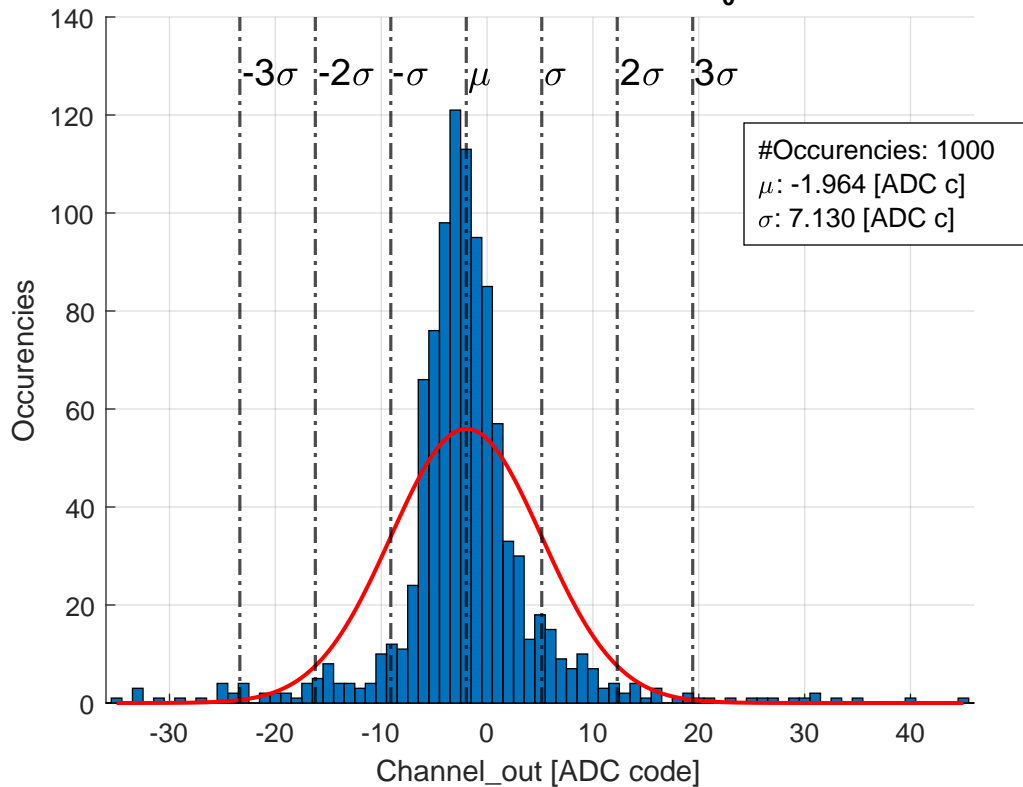 140
120
100
80
60
40
20
0
Occurencies
-3σ -2σ -σ μ σ 2σ 3σ
#Occurencies: 1000
μ: -1.964 [ADC c]
σ: 7.130 [ADC c]
-30 -20 -10 0 10 20 30 40
Channel_out [ADC code]